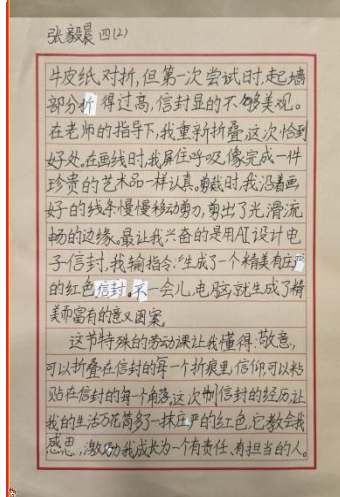 张毅晨 四(2)
牛皮纸对折,但第一次尝试时,起墙
部分折得过高,信封显的不够美观。
在老师的指导下,我重新折叠,这次恰到
好处。在画线时,我屏住呼吸,像完成一件
珍贵的艺术品一样认真。剪裁时,我沿着画
好的线条慢慢移动剪刀,剪出了光滑流
畅的边缘。最让我兴奋的是用AI设计电
子信封,我输指令:“生成了一个精美有庄严
的红色信封。不一会儿,电脑,就生成了精
美而富有的意义图案。
这节特殊的劳动课让我懂得:敬意,
可以折叠在信封的每一个折痕里,信仰可以粘
贴在信封的每个角落。这次制信封的经历,让
我的生活万花筒多了一抹庄严的红色,它教会我
感恩,激励我成长为一个有责任、有担当的人。